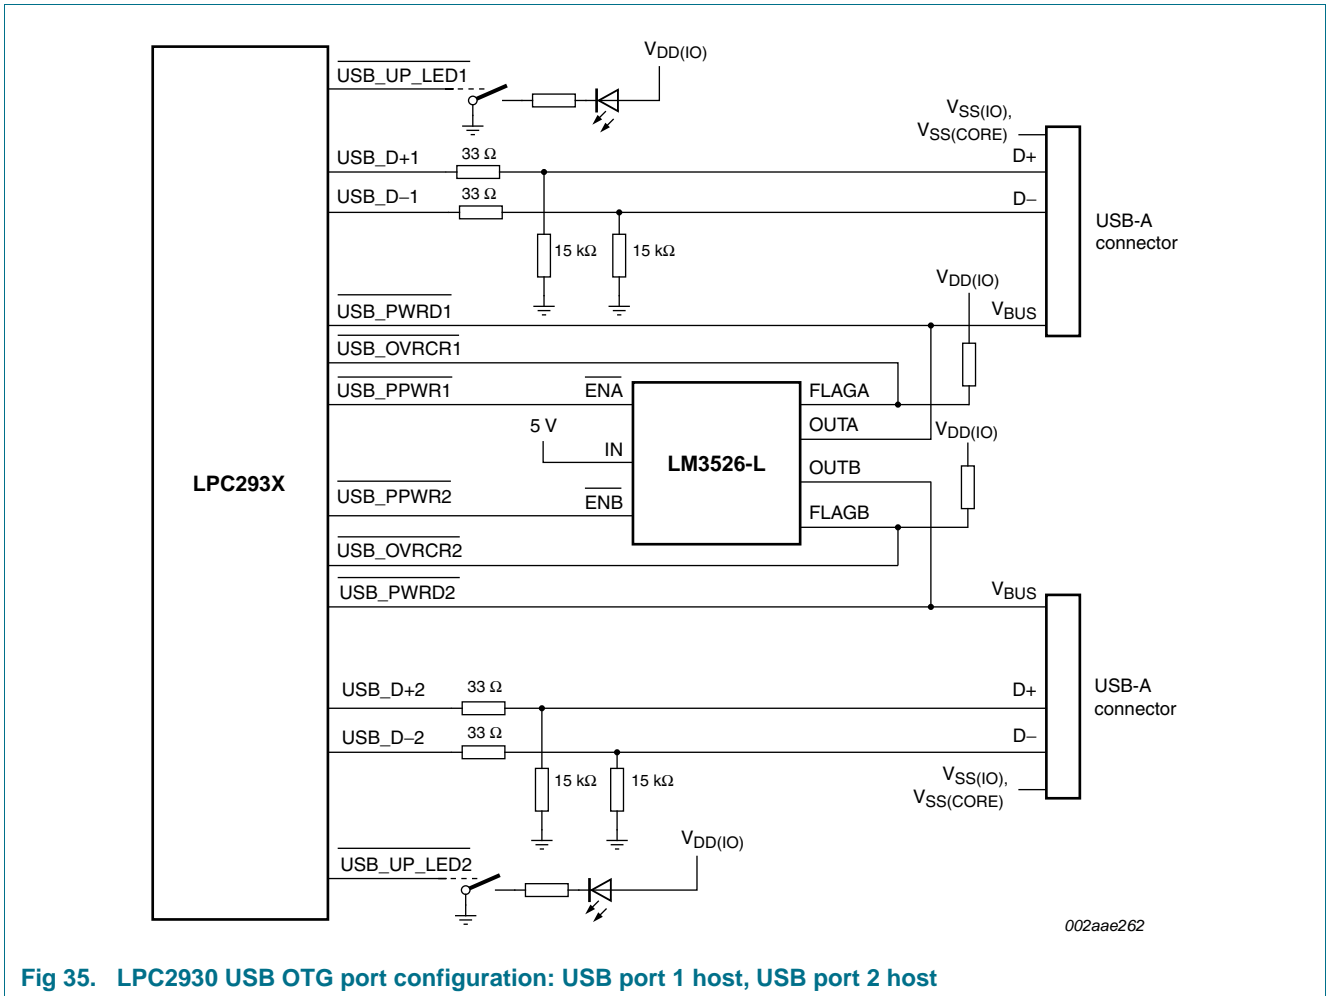 USB_UP_LED1
VDD(IO)
VSS(IO),
VSS(CORE)
USB_D+1
33 Ω
D+
USB_D−1
33 Ω
D−
USB-A
connector
15 kΩ
15 kΩ
VDD(IO)
USB_PWRD1
VBUS
USB_OVRCR1
USB_PPWR1
ENA
FLAGA
5 V
OUTA
VDD(IO)
IN
LM3526-L
OUTB
LPC293X
USB_PPWR2
ENB
FLAGB
USB_OVRCR2
USB_PWRD2
VBUS
USB_D+2
33 Ω
D+
USB-A
connector
USB_D−2
33 Ω
D−
15 kΩ
15 kΩ
VSS(IO),
VSS(CORE)
VDD(IO)
USB_UP_LED2
002aae262
Fig 35. LPC2930 USB OTG port configuration: USB port 1 host, USB port 2 host